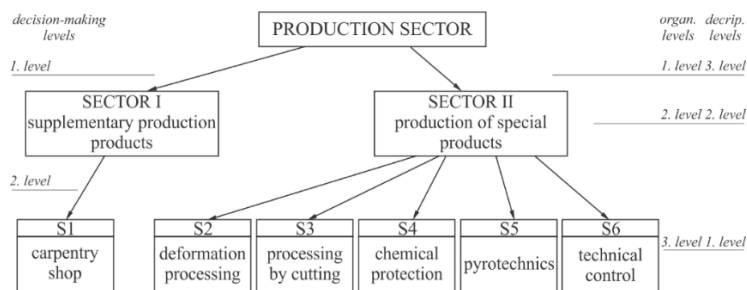 decision-making
levels
PRODUCTION SECTOR
organ. decrip.
levels levels
1. level
1. level 3. level
SECTOR I
supplementary production
products
SECTOR II
production of special
products
2. level 2. level
2. level
S1
carpentry
shop
S2
deformation
processing
S3
processing
by cutting
S4
chemical
protection
S5
pyrotechnics
S6
technical
control
3. level 1. level